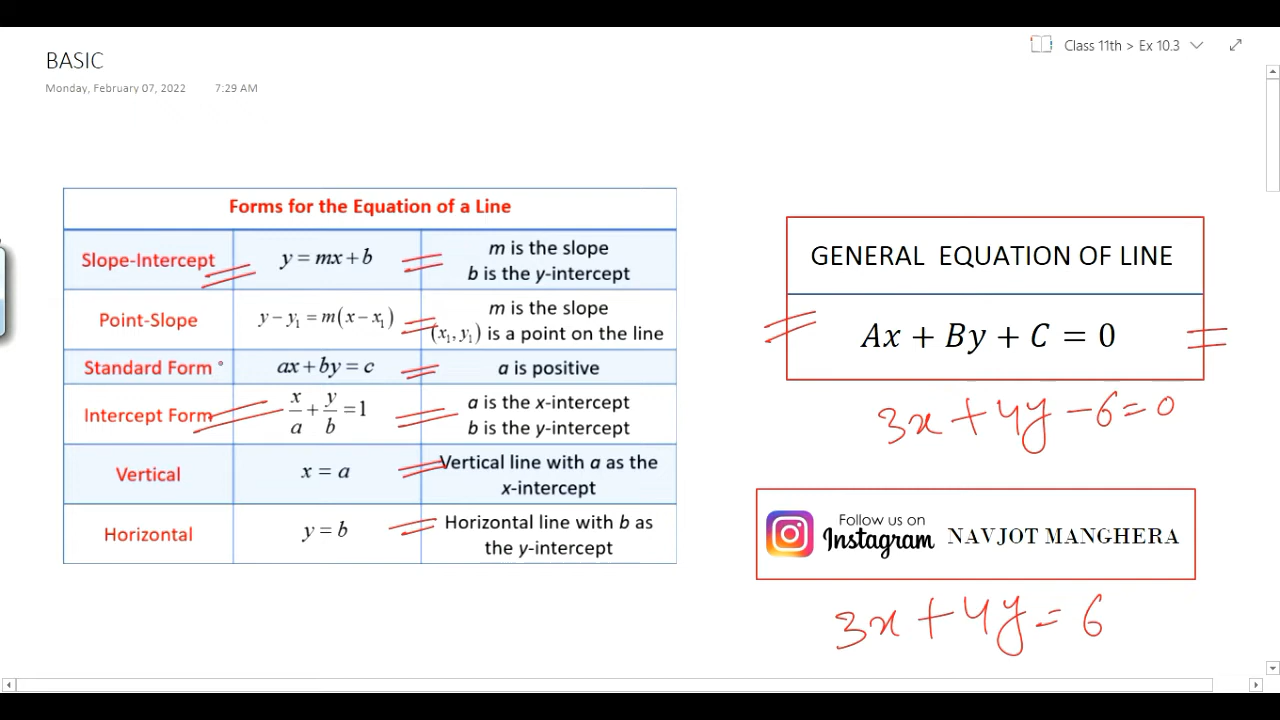 BASIC
Monday, February 07, 2022 7:29 AM
Class 11th > Ex 10.3
Forms for the Equation of a Line
Slope-Intercept y = mx + b m is the slope
b is the y-intercept
Point-Slope y − y₁ = m(x − x₁) m is the slope
(x₁, y₁) is a point on the line
Standard Form ax + by = c a is positive
Intercept Form x/a + y/b = 1 a is the x-intercept
b is the y-intercept
Vertical x = a Vertical line with a as the
x-intercept
Horizontal y = b Horizontal line with b as
the y-intercept
GENERAL EQUATION OF LINE
Ax + By + C = 0
3x + 4y − 6 = 0
Follow us on
Instagram NAVJOT MANGHERA
3x + 4y = 6